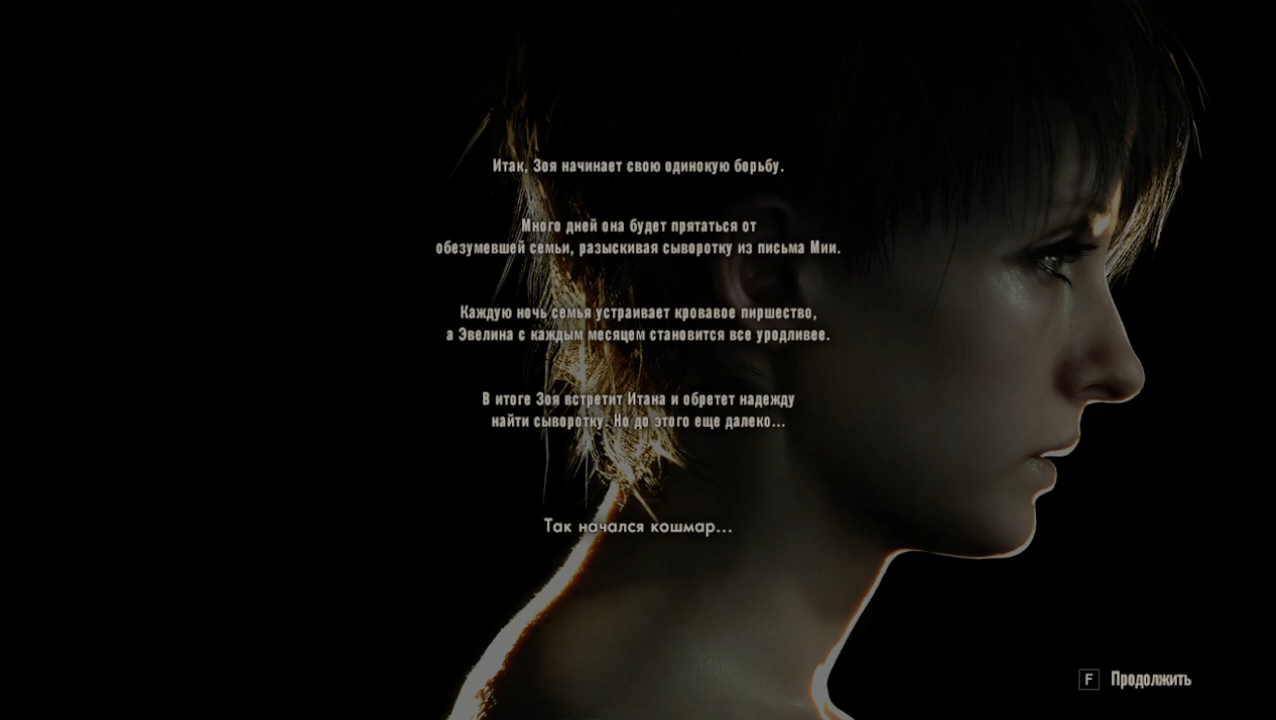 Итак, Зоя начинает свою одинокую борьбу.
Много дней она будет прятаться от
обезумевшей семьи, разыскивая сыворотку из письма Мии.
Каждую ночь семья устраивает кровавое пиршество,
а Эвелина с каждым месяцем становится все уродливее.
В итоге Зоя встретит Итана и обретет надежду
найти сыворотку. Но до этого еще далеко...
Так начался кошмар...
F Продолжить